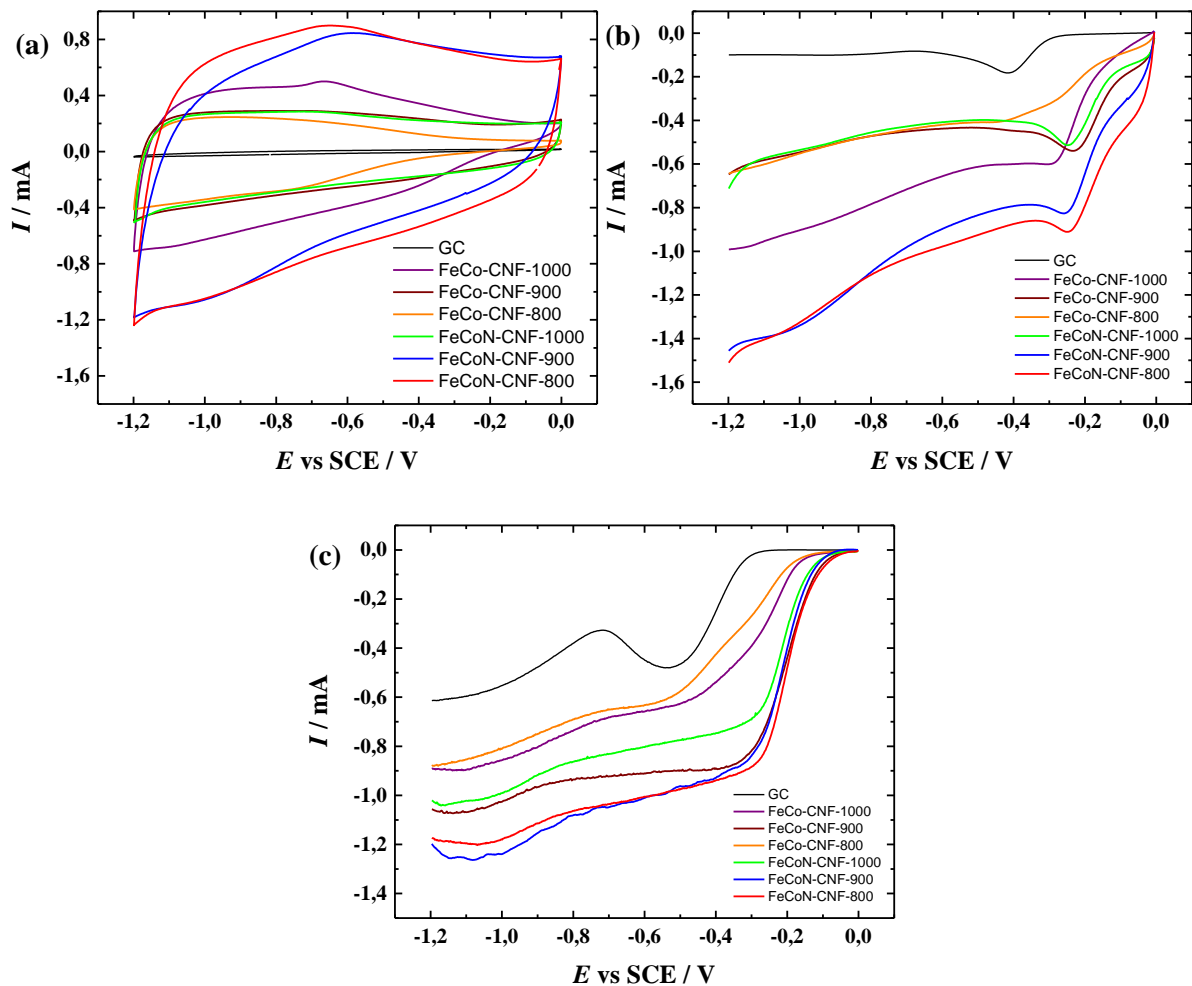 (a)
I / mA
0,8
0,4
0,0
-0,4
-0,8
-1,2
-1,6
GC
FeCo-CNF-1000
FeCo-CNF-900
FeCo-CNF-800
FeCoN-CNF-1000
FeCoN-CNF-900
FeCoN-CNF-800
-1,2 -1,0 -0,8 -0,6 -0,4 -0,2 0,0
E vs SCE / V
(b)
I / mA
0,0
-0,2
-0,4
-0,6
-0,8
-1,0
-1,2
-1,4
-1,6
GC
FeCo-CNF-1000
FeCo-CNF-900
FeCo-CNF-800
FeCoN-CNF-1000
FeCoN-CNF-900
FeCoN-CNF-800
-1,2 -1,0 -0,8 -0,6 -0,4 -0,2 0,0
E vs SCE / V
(c)
I / mA
0,0
-0,2
-0,4
-0,6
-0,8
-1,0
-1,2
-1,4
GC
FeCo-CNF-1000
FeCo-CNF-900
FeCo-CNF-800
FeCoN-CNF-1000
FeCoN-CNF-900
FeCoN-CNF-800
-1,2 -1,0 -0,8 -0,6 -0,4 -0,2 0,0
E vs SCE / V